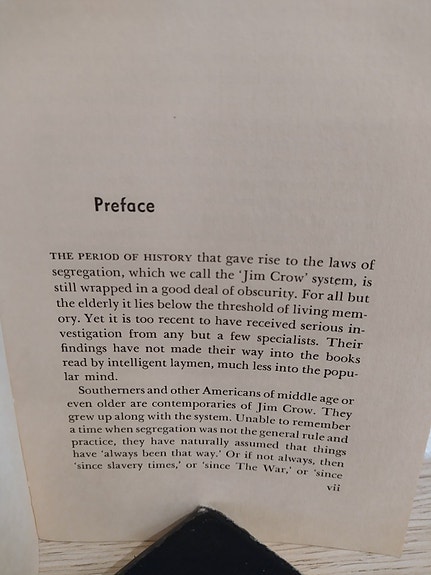 Preface
THE PERIOD OF HISTORY that gave rise to the laws of
segregation, which we call the 'Jim Crow' system, is
still wrapped in a good deal of obscurity. For all but
the elderly it lies below the threshold of living mem-
ory. Yet it is too recent to have received serious in-
vestigation from any but a few specialists. Their
findings have not made their way into the books
read by intelligent laymen, much less into the popu-
lar mind.
Southerners and other Americans of middle age or
even older are contemporaries of Jim Crow. They
grew up along with the system. Unable to remember
a time when segregation was not the general rule and
practice, they have naturally assumed that things
have 'always been that way.' Or if not always, then
'since slavery times,' or 'since The War,' or 'since
vii